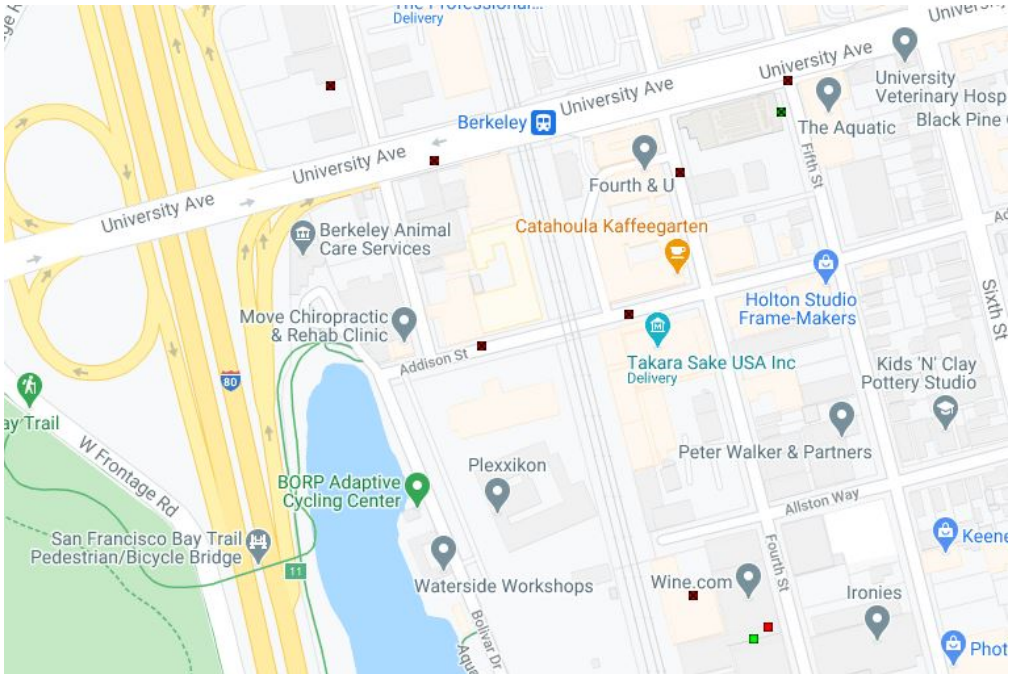 The Professional...
Delivery
University
University Ave
University Ave
University
Veterinary Hosp
Black Pine
The Aquatic
Berkeley
University Ave
University Ave
Fifth St
Fourth & U
Catahoula Kaffeegarten
Berkeley Animal
Care Services
Holton Studio
Frame-Makers
Sixth St
Move Chiropractic
& Rehab Clinic
Addison St
Takara Sake USA Inc
Delivery
80
Kids 'N' Clay
Pottery Studio
ay Trail
W Frontage Rd
Peter Walker & Partners
Plexxikon
BORP Adaptive
Cycling Center
Allston Way
San Francisco Bay Trail
Pedestrian/Bicycle Bridge
11
Keene
Fourth St
Waterside Workshops
Wine.com
Ironies
Bolivar Dr
Aqua
Phot